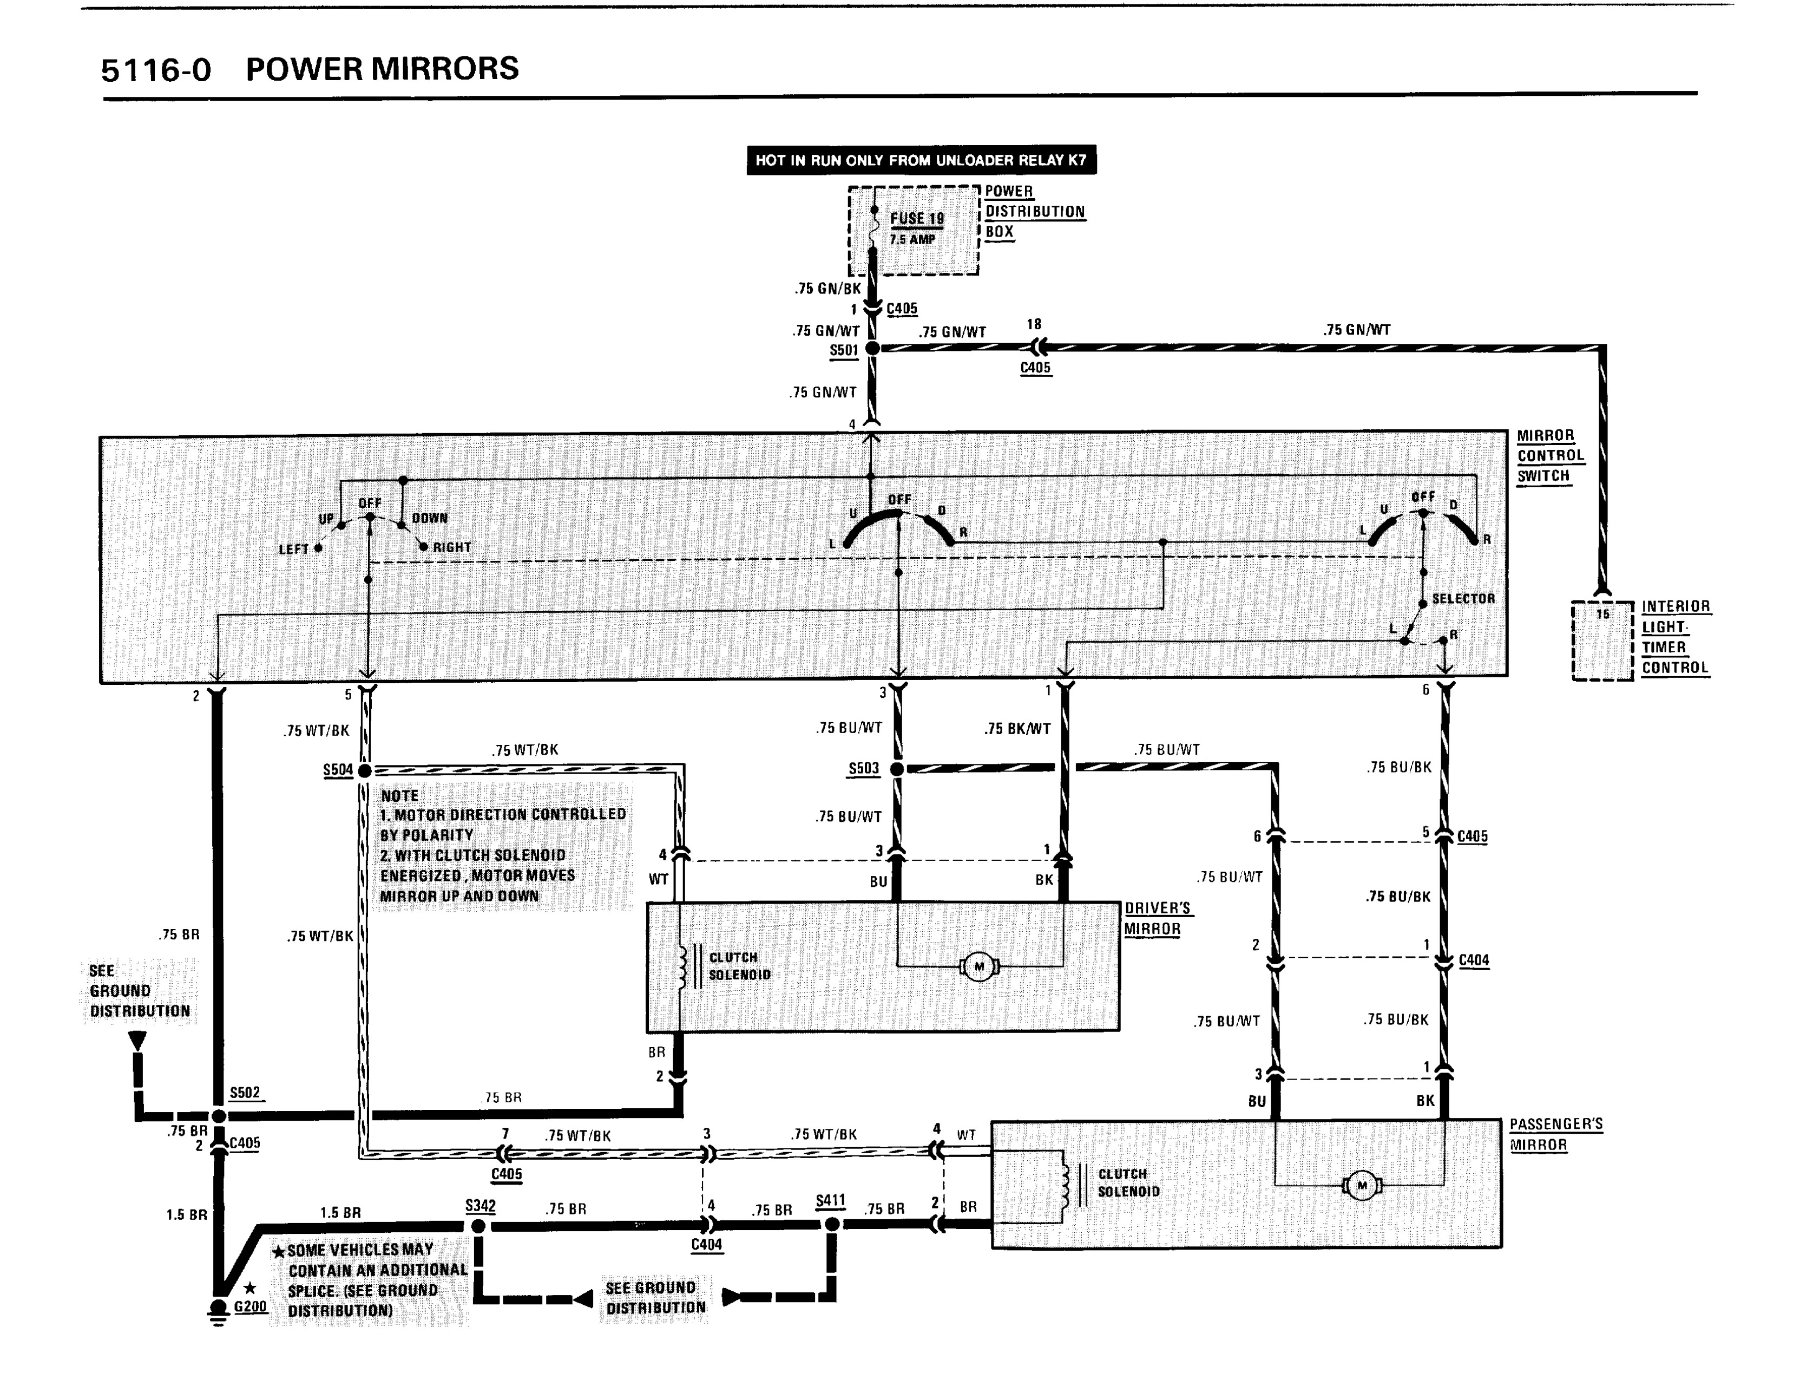 5116-0 POWER MIRRORS
HOT IN RUN ONLY FROM UNLOADER RELAY K7
POWER
DISTRIBUTION
BOX
FUSE 19
7.5 AMP
.75 GN/BK
1 C405
.75 GN/WT
.75 GN/WT
18
.75 GN/WT
S501
C405
.75 GN/WT
4
MIRROR
CONTROL
SWITCH
OFF
UP
DOWN
LEFT
RIGHT
OFF
U
D
L
R
OFF
U
D
L
R
SELECTOR
L
R
15
INTERIOR
LIGHT-
TIMER
CONTROL
2
5
3
1
6
.75 WT/BK
.75 WT/BK
.75 BU/WT
.75 BK/WT
.75 BU/WT
.75 BU/BK
S504
S503
NOTE
1. MOTOR DIRECTION CONTROLLED
BY POLARITY
2. WITH CLUTCH SOLENOID
ENERGIZED, MOTOR MOVES
MIRROR UP AND DOWN
.75 BU/WT
4
3
1
6
5
C405
WT
BU
BK
.75 BU/WT
.75 BU/BK
DRIVER'S
MIRROR
.75 BR
.75 WT/BK
CLUTCH
SOLENOID
M
2
1
C404
SEE
GROUND
DISTRIBUTION
.75 BU/WT
.75 BU/BK
BR
2
3
1
BU
BK
S502
75 BR
.75 BR
2 C405
7
.75 WT/BK
3
.75 WT/BK
4
WT
PASSENGER'S
MIRROR
C405
CLUTCH
SOLENOID
M
1.5 BR
1.5 BR
S342
.75 BR
4
.75 BR
S411
.75 BR
2
BR
C404
★SOME VEHICLES MAY
CONTAIN AN ADDITIONAL
SPLICE. (SEE GROUND
DISTRIBUTION)
★
G200
SEE GROUND
DISTRIBUTION